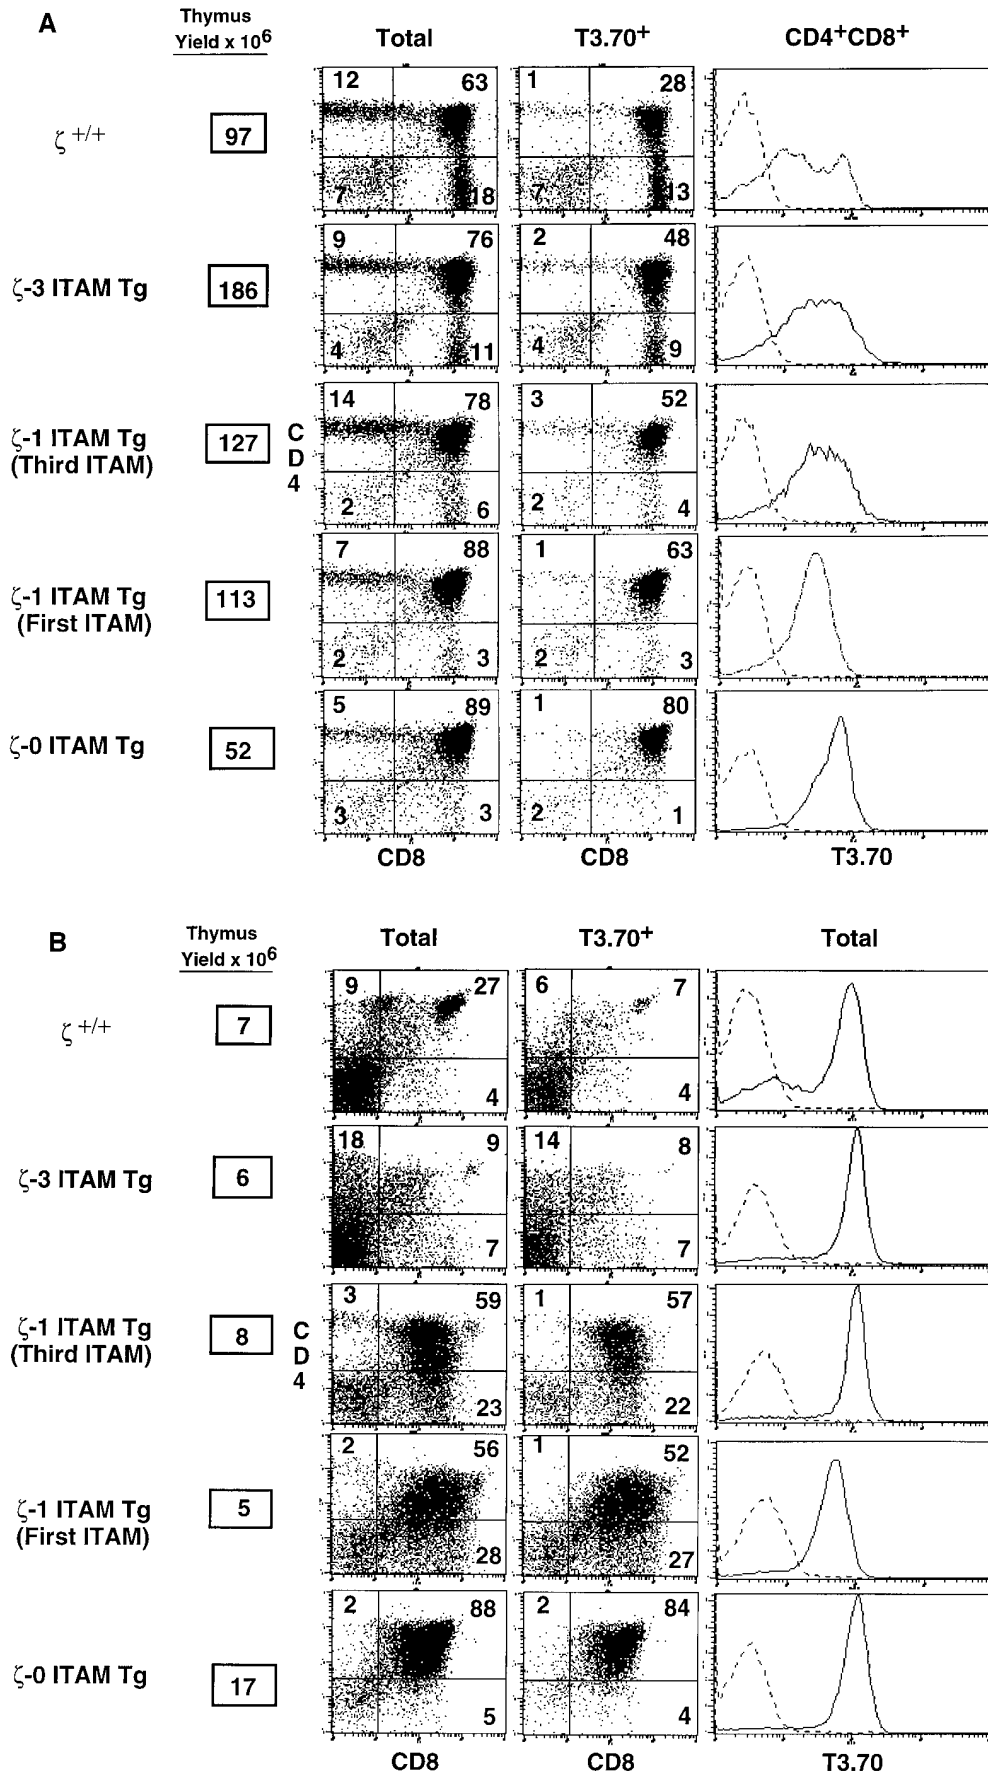 A
Thymus
Yield x 10⁶
Total
T3.70⁺
CD4⁺CD8⁺
ζ +/+
97
12
63
7
18
1
28
7
13
ζ-3 ITAM Tg
186
9
76
4
11
2
48
4
9
ζ-1 ITAM Tg
(Third ITAM)
127
CD4
14
78
2
6
3
52
2
4
ζ-1 ITAM Tg
(First ITAM)
113
7
88
2
3
1
63
2
3
ζ-0 ITAM Tg
52
5
89
3
3
1
80
2
1
CD8
CD8
T3.70
B
Thymus
Yield x 10⁶
Total
T3.70⁺
Total
ζ +/+
7
9
27
4
6
7
4
ζ-3 ITAM Tg
6
18
9
7
14
8
7
ζ-1 ITAM Tg
(Third ITAM)
8
CD4
3
59
23
1
57
22
ζ-1 ITAM Tg
(First ITAM)
5
2
56
28
1
52
27
ζ-0 ITAM Tg
17
2
88
5
2
84
4
CD8
CD8
T3.70